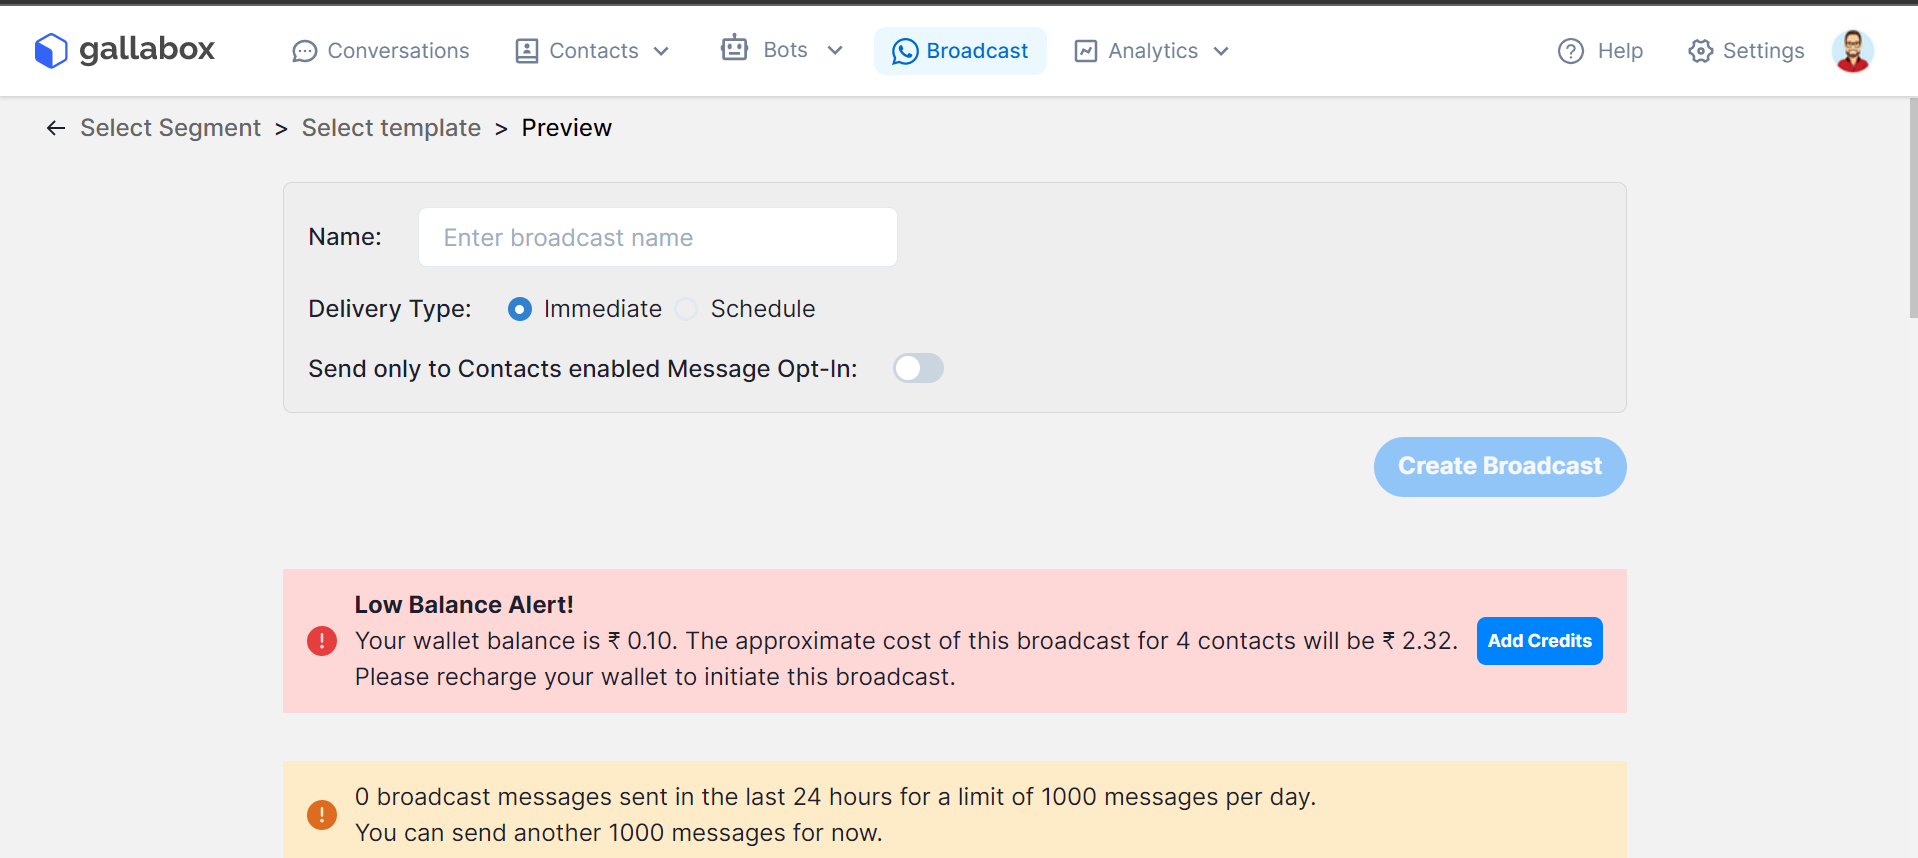 gallabox
Conversations
Contacts
Bots
Broadcast
Analytics
Help
Settings
← Select Segment > Select template > Preview
Name: Enter broadcast name
Delivery Type: Immediate Schedule
Send only to Contacts enabled Message Opt-In:
Create Broadcast
Low Balance Alert!
Your wallet balance is ₹ 0.10. The approximate cost of this broadcast for 4 contacts will be ₹ 2.32.
Please recharge your wallet to initiate this broadcast.
Add Credits
0 broadcast messages sent in the last 24 hours for a limit of 1000 messages per day.
You can send another 1000 messages for now.